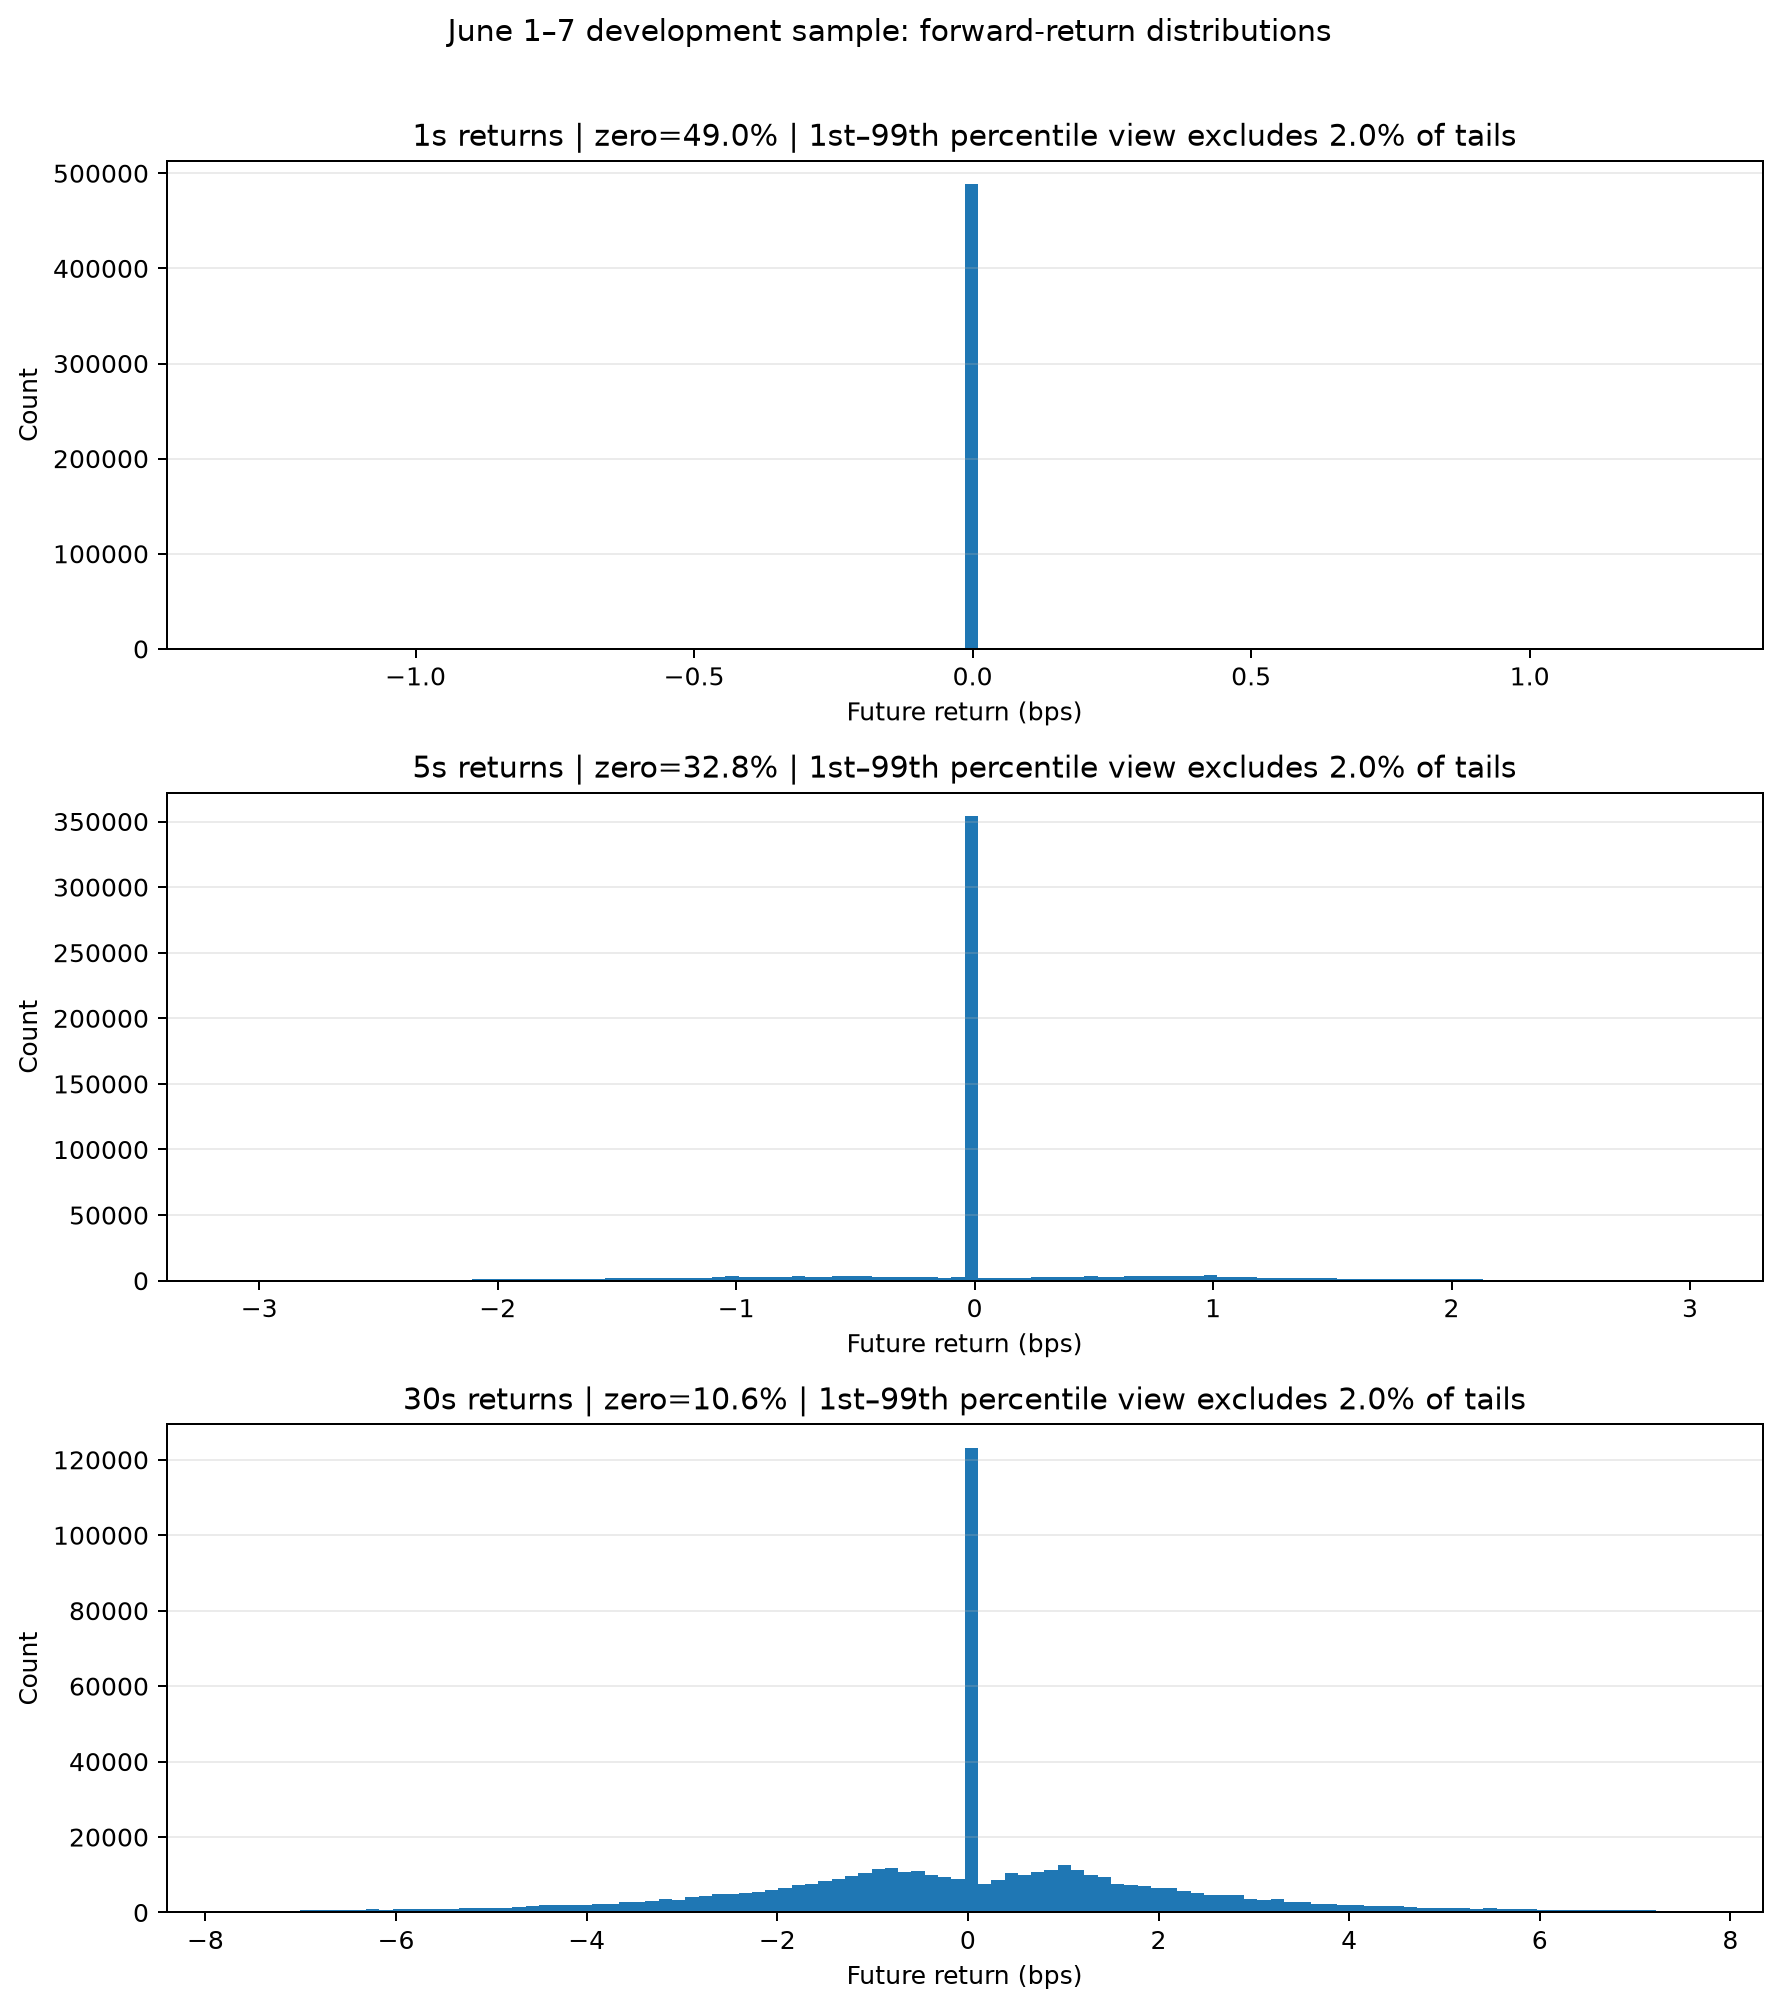 June 1–7 development sample: forward-return distributions
1s returns | zero=49.0% | 1st–99th percentile view excludes 2.0% of tails
500000
400000
300000
200000
100000
0
Count
−1.0 −0.5 0.0 0.5 1.0
Future return (bps)
5s returns | zero=32.8% | 1st–99th percentile view excludes 2.0% of tails
350000
300000
250000
200000
150000
100000
50000
0
Count
−3 −2 −1 0 1 2 3
Future return (bps)
30s returns | zero=10.6% | 1st–99th percentile view excludes 2.0% of tails
120000
100000
80000
60000
40000
20000
0
Count
−8 −6 −4 −2 0 2 4 6 8
Future return (bps)